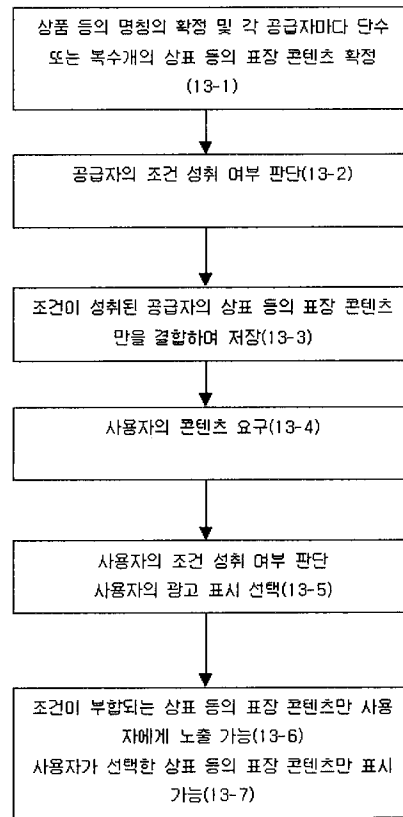 상품 등의 명칭의 확정 및 각 공급자마다 단수
또는 복수개의 상표 등의 표장 콘텐츠 확정
(13-1)
공급자의 조건 성취 여부 판단(13-2)
조건이 성취된 공급자의 상표 등의 표장 콘텐츠
만을 결합하여 저장(13-3)
사용자의 콘텐츠 요구(13-4)
사용자의 조건 성취 여부 판단
사용자의 광고 표시 선택(13-5)
조건이 부합되는 상표 등의 표장 콘텐츠만 사용
자에게 노출 가능(13-6)
사용자가 선택한 상표 등의 표장 콘텐츠만 표시
가능(13-7)